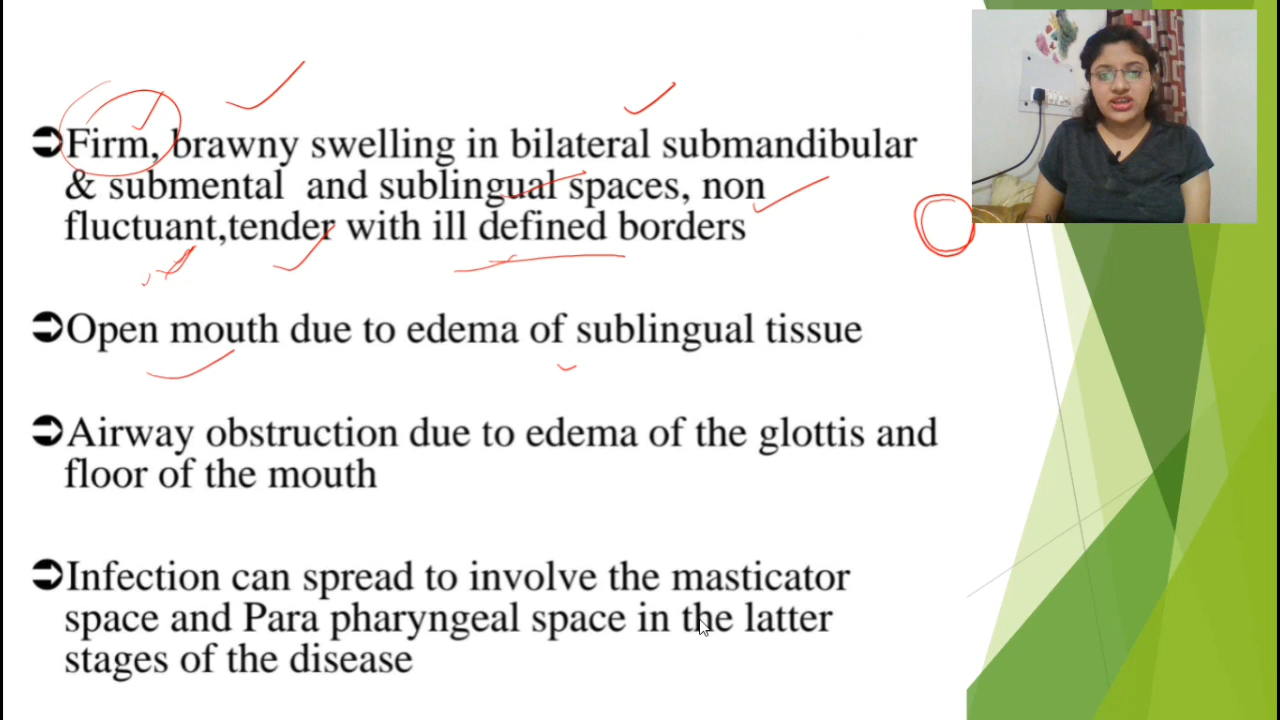 Firm, brawny swelling in bilateral submandibular
& submental and sublingual spaces, non
fluctuant,tender with ill defined borders
Open mouth due to edema of sublingual tissue
Airway obstruction due to edema of the glottis and
floor of the mouth
Infection can spread to involve the masticator
space and Para pharyngeal space in the latter
stages of the disease